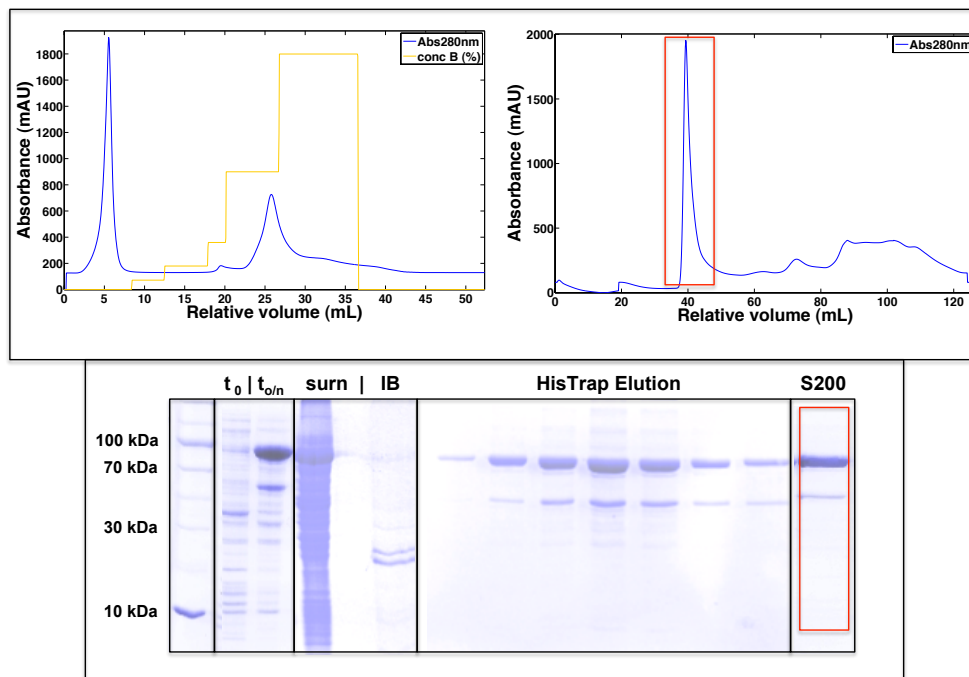 Abs280nm
conc B (%)
1800
1600
1400
1200
1000
800
600
400
200
0
Absorbance (mAU)
0 5 10 15 20 25 30 35 40 45 50
Relative volume (mL)
Abs280nm
2000
1500
1000
500
0
Absorbance (mAU)
0 20 40 60 80 100 120
Relative volume (mL)
t0 | to/n surn | IB HisTrap Elution S200
100 kDa
70 kDa
30 kDa
10 kDa